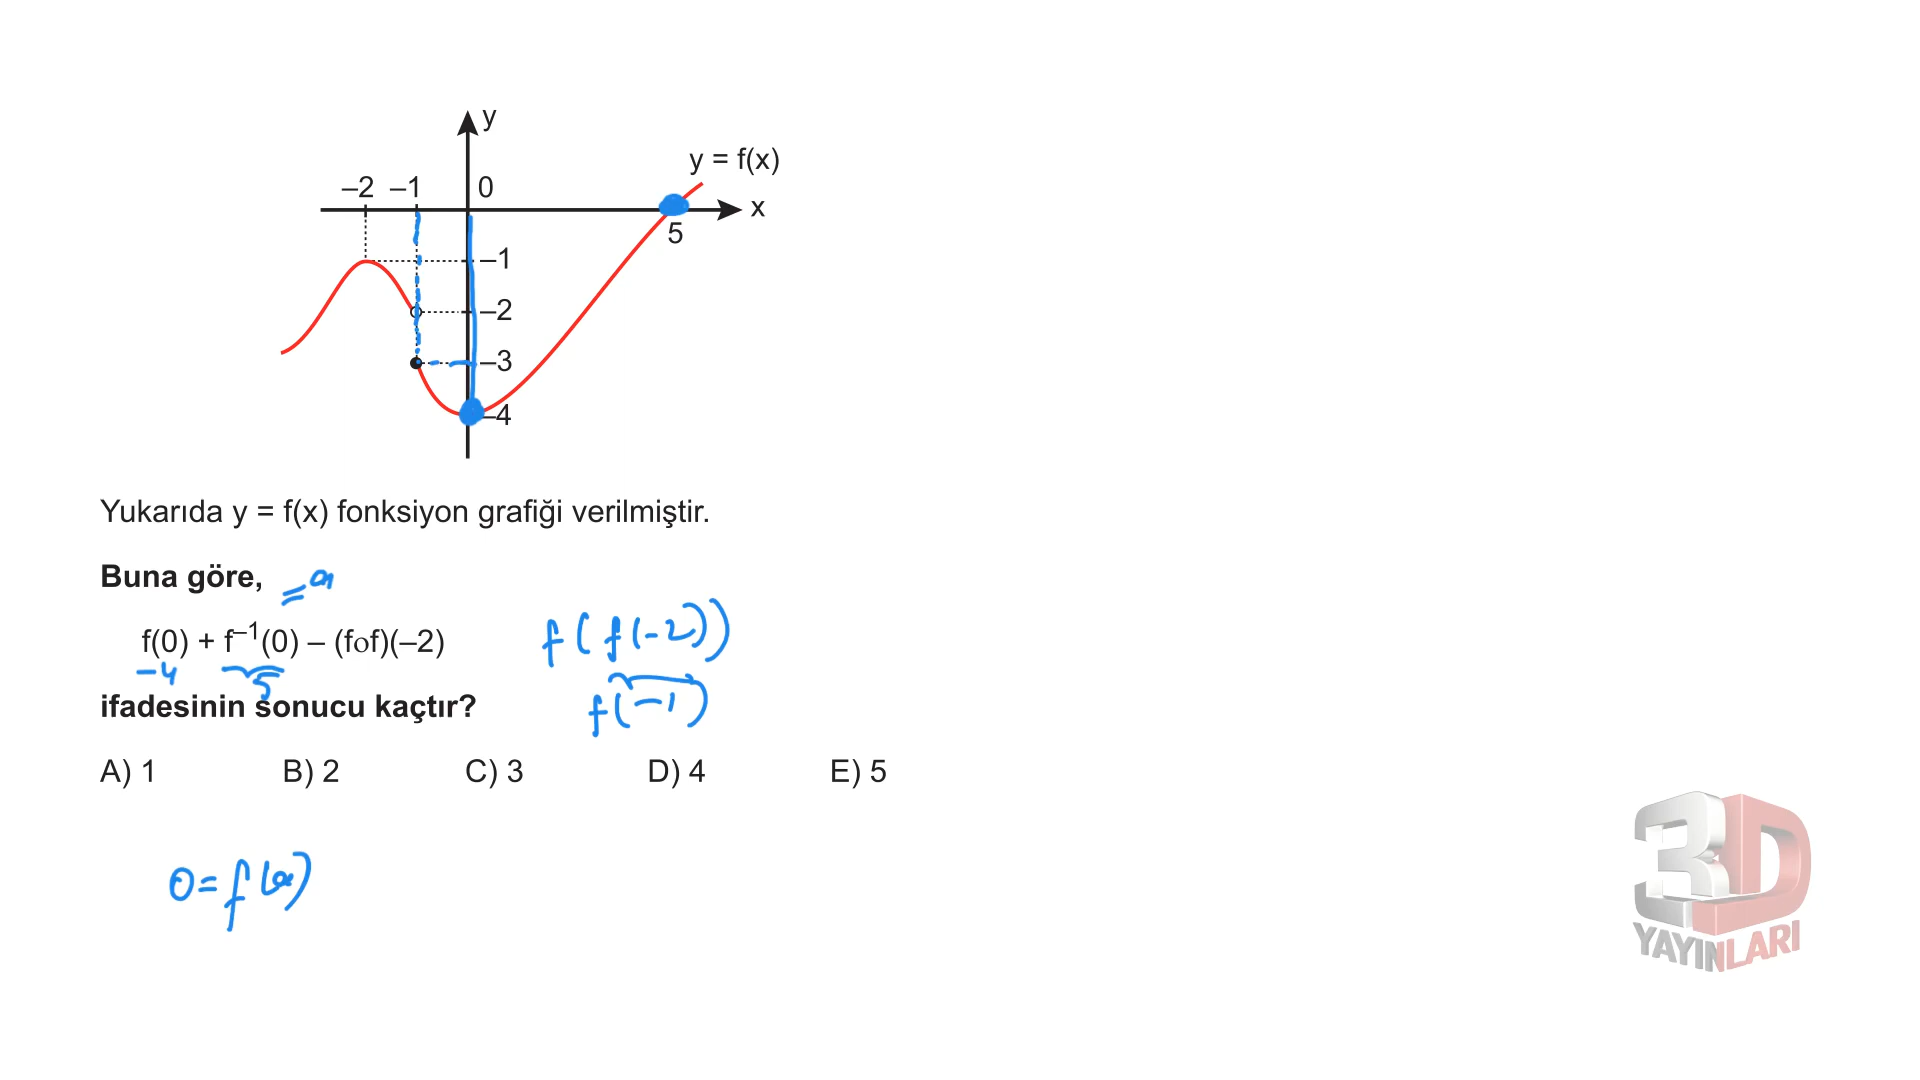 y
y = f(x)
–2 –1 0
x
5
–1
–2
–3
–4
Yukarıda y = f(x) fonksiyon grafiği verilmiştir.
Buna göre,
= a
f(0) + f⁻¹(0) – (fof)(–2)
f(f(-2))
-4 5
ifadesinin sonucu kaçtır?
f(-1)
A) 1 B) 2 C) 3 D) 4 E) 5
0=f(a)
3D
YAYINLARI